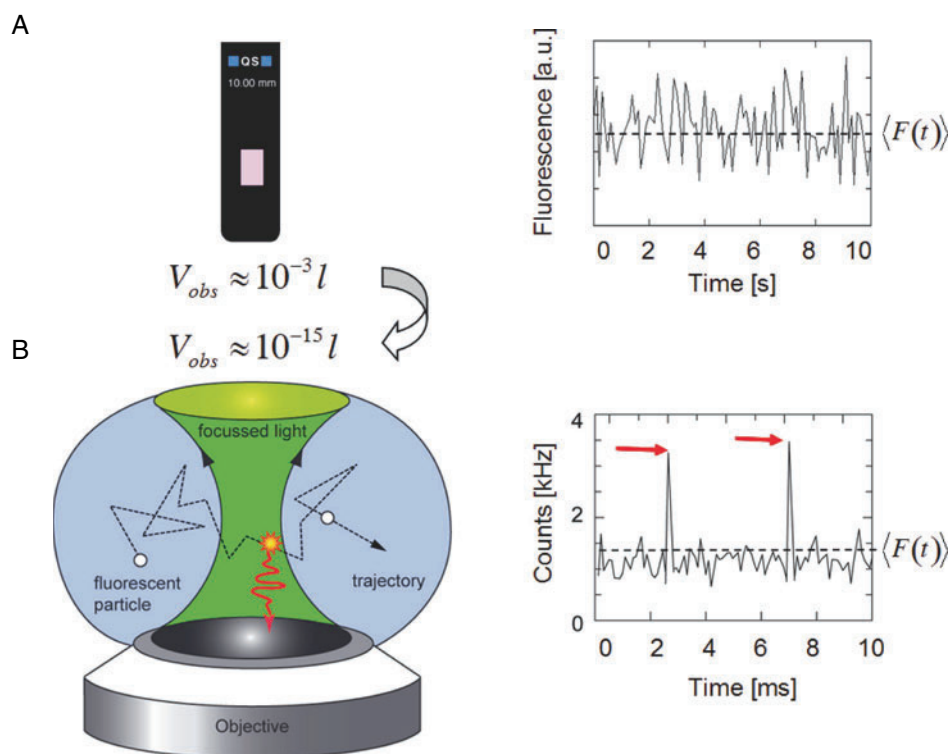 A
QS
10.00 mm
V_obs ≈ 10⁻³ l
Fluorescence [a.u.]
⟨F(t)⟩
0 2 4 6 8 10
Time [s]
B
V_obs ≈ 10⁻¹⁵ l
focussed light
fluorescent
particle
trajectory
Objective
Counts [kHz]
4
2
0
⟨F(t)⟩
0 2 4 6 8 10
Time [ms]